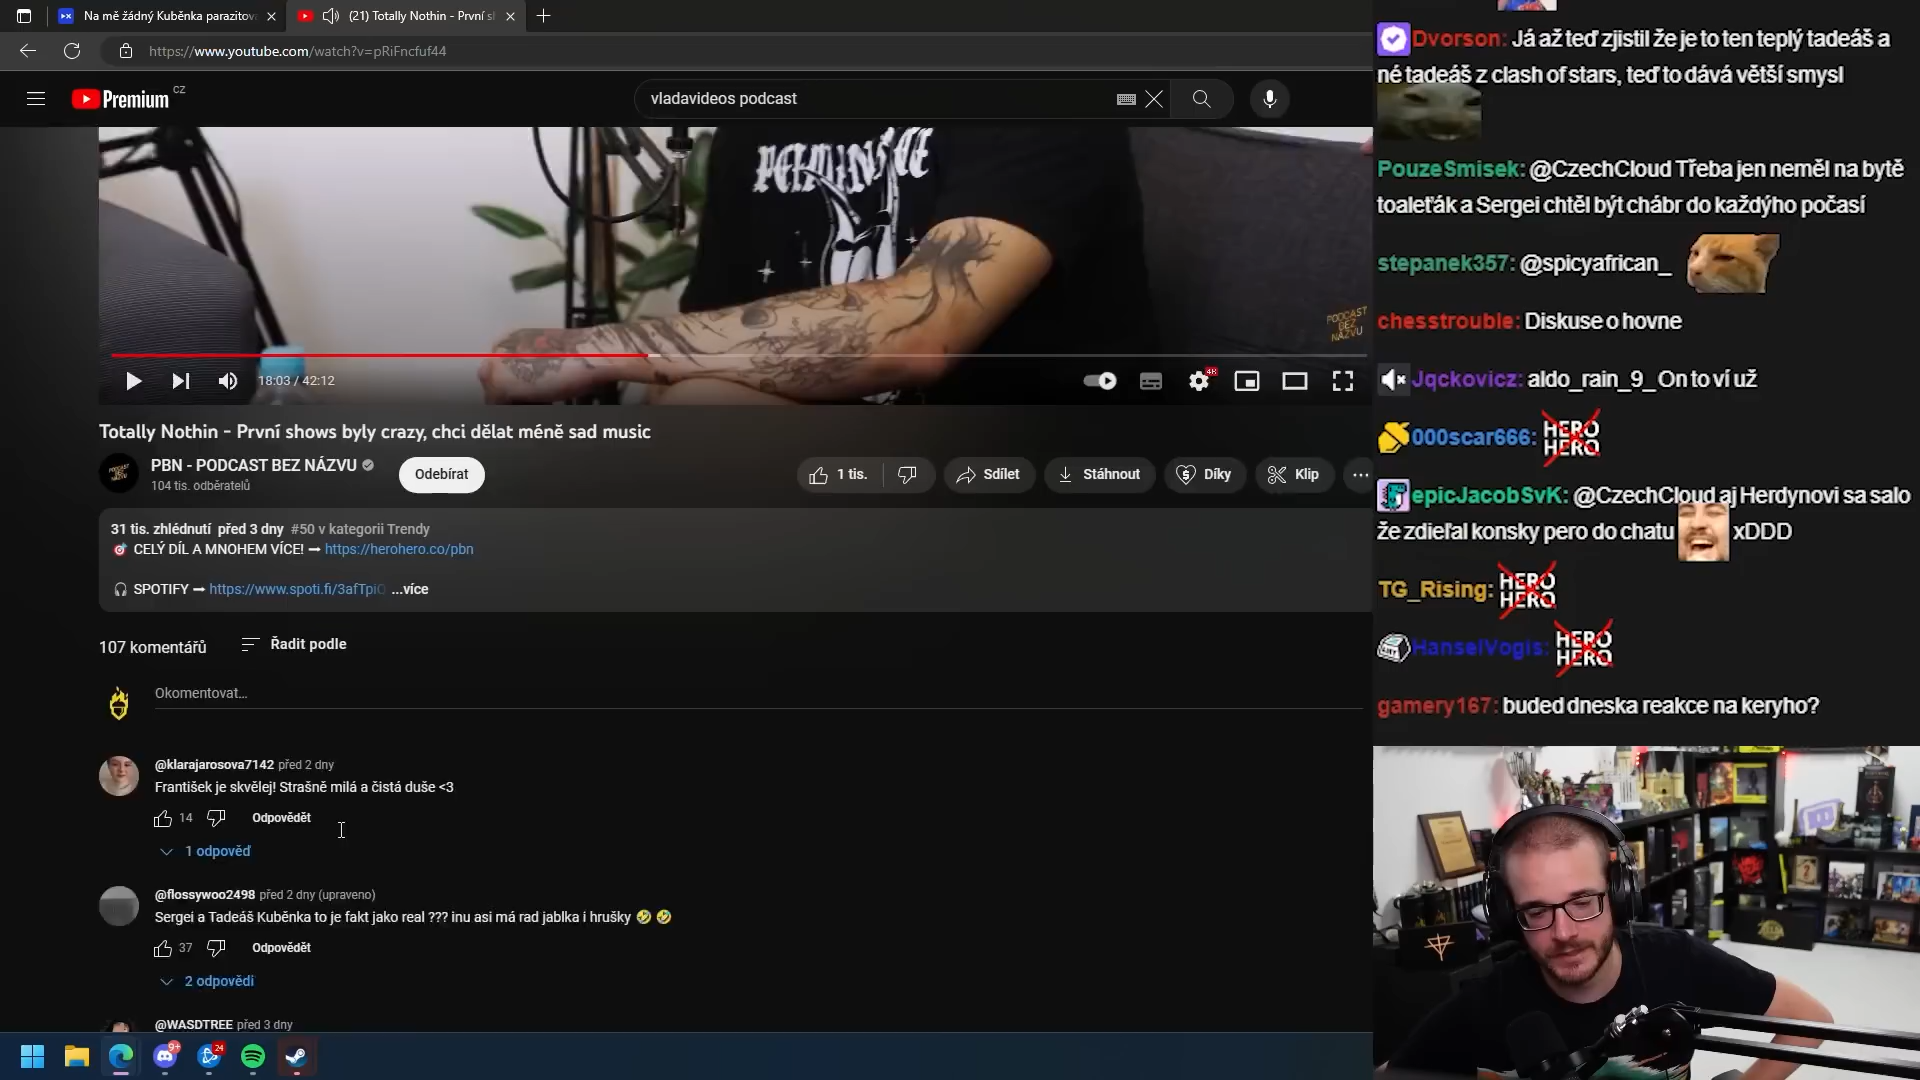 Na mě žádný Kuběnka parazitova
(21) Totally Nothin - První s
https://www.youtube.com/watch?v=pRiFncfuf44
Premium CZ
vladavideos podcast
PODCAST
BEZ
NÁZVU
18:03 / 42:12
4K
Totally Nothin - První shows byly crazy, chci dělat méně sad music
PBN - PODCAST BEZ NÁZVU
104 tis. odběratelů
Odebírat
1 tis.
Sdílet
Stáhnout
Díky
Klip
31 tis. zhlédnutí před 3 dny #50 v kategorii Trendy
🎯 CELÝ DÍL A MNOHEM VÍCE! ➞ https://herohero.co/pbn
🎧 SPOTIFY ➞ https://www.spoti.fi/3afTpiO ...více
107 komentářů
Řadit podle
Okomentovat...
@klarajarosova7142 před 2 dny
František je skvělej! Strašně milá a čistá duše <3
14
Odpovědět
1 odpověď
@flossywoo2498 před 2 dny (upraveno)
Sergei a Tadeáš Kuběnka to je fakt jako real ??? inu asi má rad jablka i hrušky 🤣 🤣
37
Odpovědět
2 odpovědi
@WASDTREE před 3 dny
9+
24
Dvorson: Já až teď zjistil že je to ten teplý tadeáš a
né tadeáš z clash of stars, teď to dává větší smysl
PouzeSmisek: @CzechCloud Třeba jen neměl na bytě
toaleťák a Sergei chtěl být chábr do každýho počasí
stepanek357: @spicyafrican_
chesstrouble: Diskuse o hovne
Jqckovicz: aldo_rain_9_ On to ví už
000scar666: HERO
HERO
epicJacobSvK: @CzechCloud aj Herdynovi sa salo
že zdieľal konsky pero do chatu xDDD
TG_Rising: HERO
HERO
HanselVogis: HERO
HERO
gamery167: buded dneska reakce na keryho?